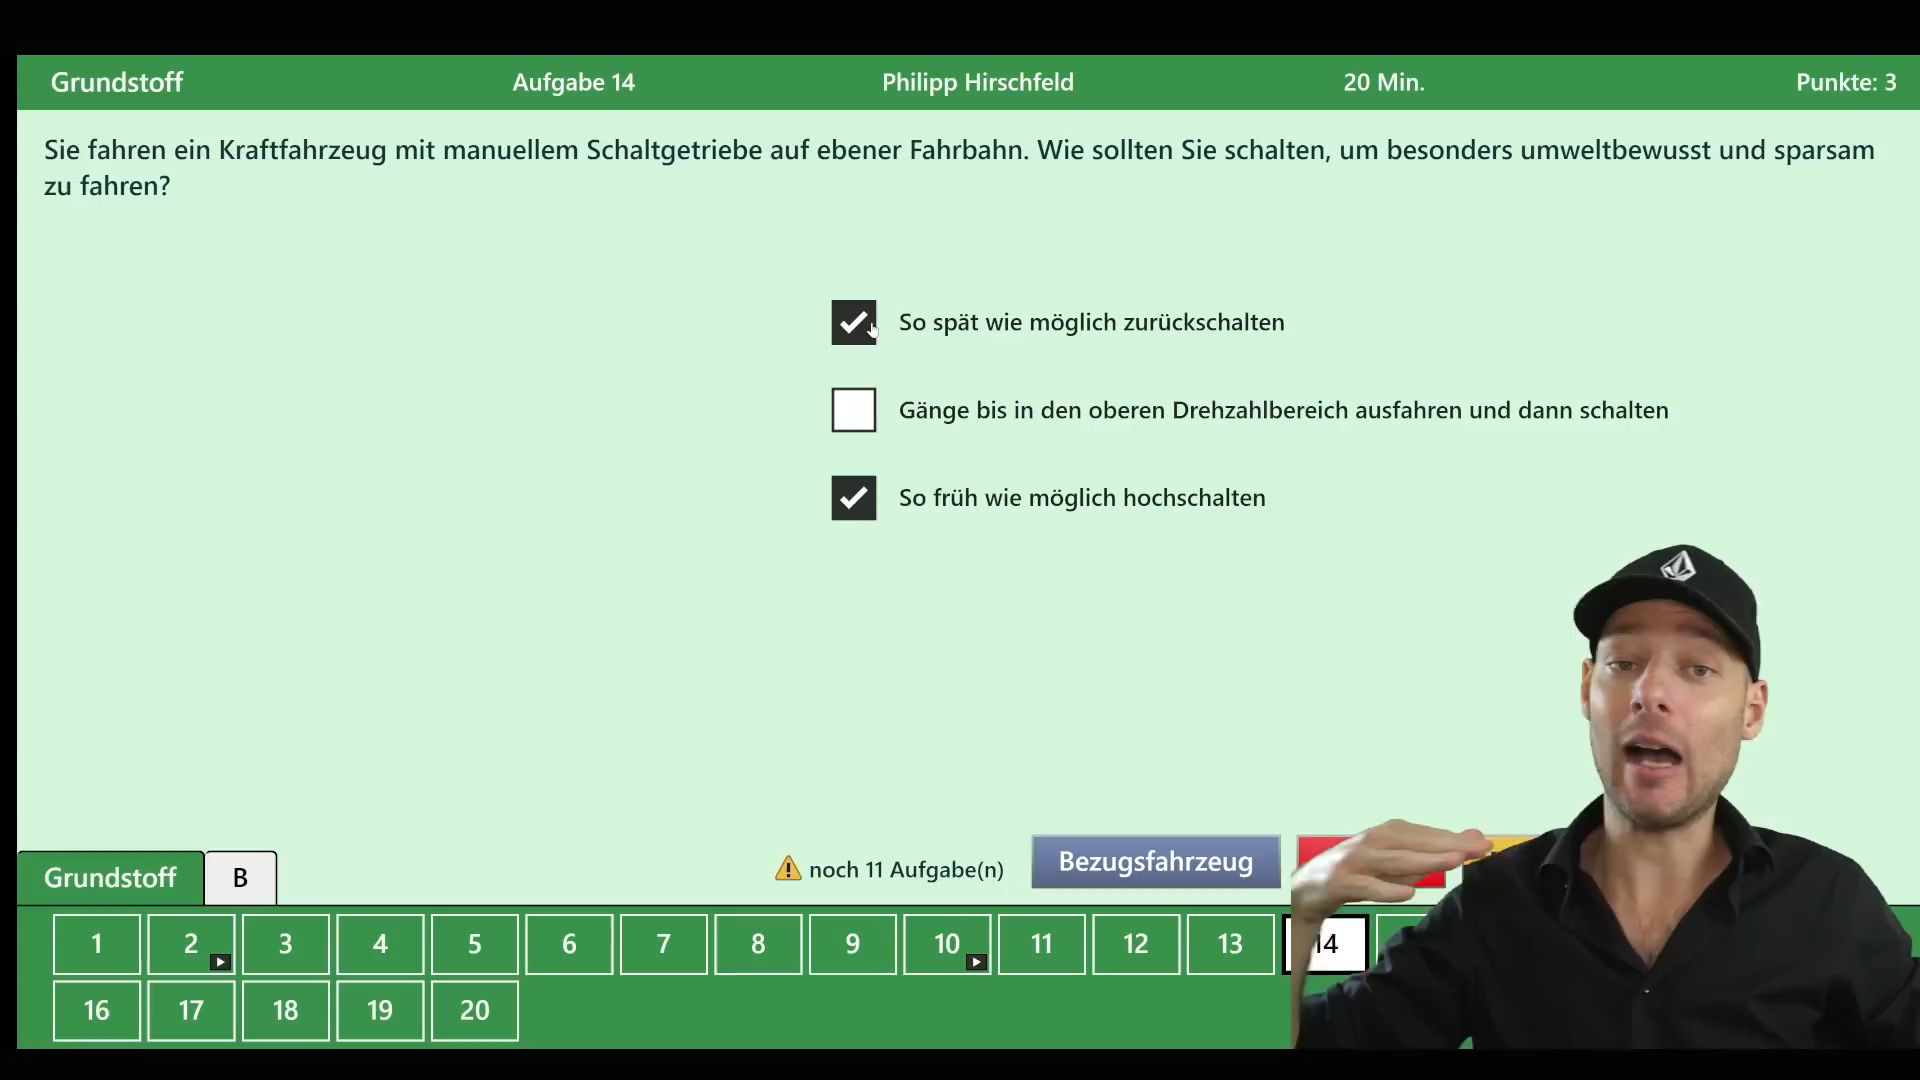 Grundstoff
Aufgabe 14
Philipp Hirschfeld
20 Min.
Punkte: 3
Sie fahren ein Kraftfahrzeug mit manuellem Schaltgetriebe auf ebener Fahrbahn. Wie sollten Sie schalten, um besonders umweltbewusst und sparsam
zu fahren?
So spät wie möglich zurückschalten
Gänge bis in den oberen Drehzahlbereich ausfahren und dann schalten
So früh wie möglich hochschalten
Grundstoff
B
noch 11 Aufgabe(n)
Bezugsfahrzeug
1
2
3
4
5
6
7
8
9
10
11
12
13
14
16
17
18
19
20